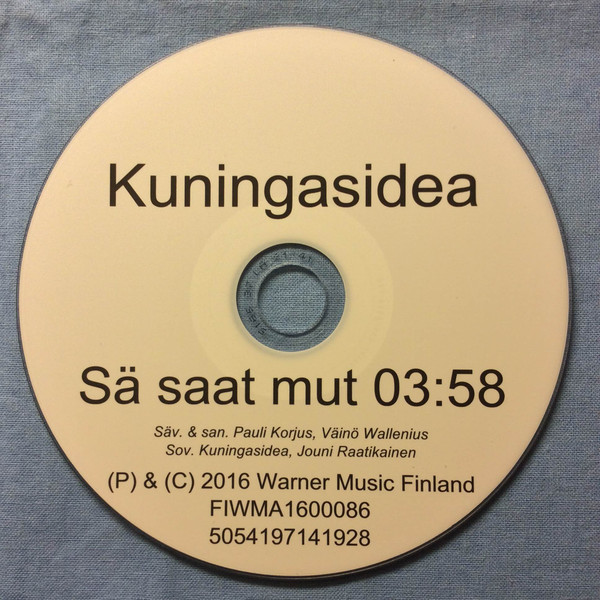 Kuningasidea
Sä saat mut 03:58
Säv. & san. Pauli Korjus, Väinö Wallenius
Sov. Kuningasidea, Jouni Raatikainen
(P) & (C) 2016 Warner Music Finland
FIWMA1600086
5054197141928